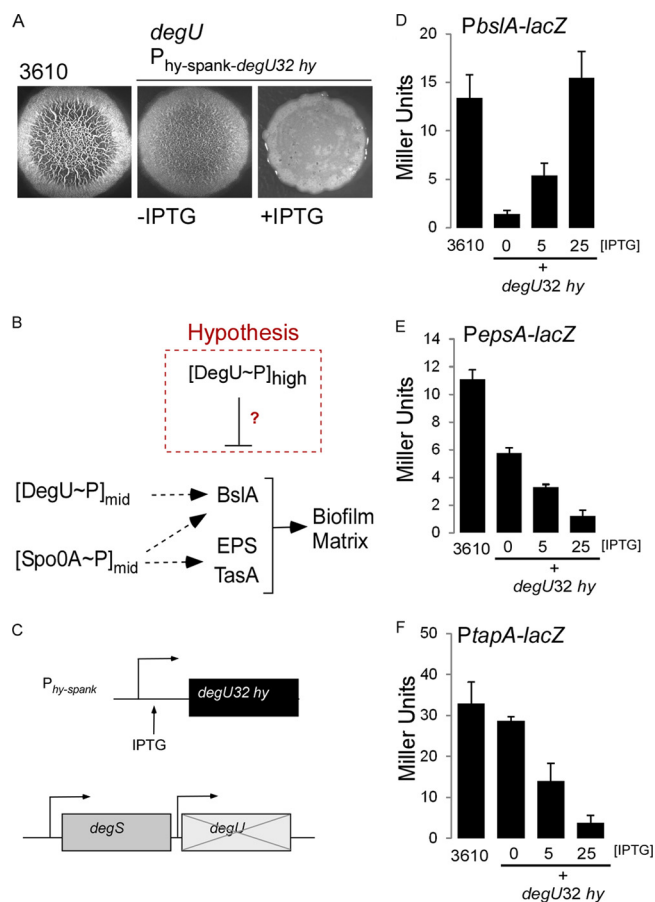 A
degU
3610
Phy-spank-degU32 hy
-IPTG
+IPTG
B
Hypothesis
[DegU~P]high
?
[DegU~P]mid
BslA
Biofilm
Matrix
EPS
[Spo0A~P]mid
TasA
C
Phy-spank
degU32 hy
IPTG
degS
degU
D
PbslA-lacZ
Miller Units
20
15
10
5
0
3610
0
5
25
[IPTG]
+
degU32 hy
E
PepsA-lacZ
Miller Units
14
12
10
8
6
4
2
0
3610
0
5
25
[IPTG]
+
degU32 hy
F
PtapA-lacZ
Miller Units
50
40
30
20
10
0
3610
0
5
25
[IPTG]
+
degU32 hy